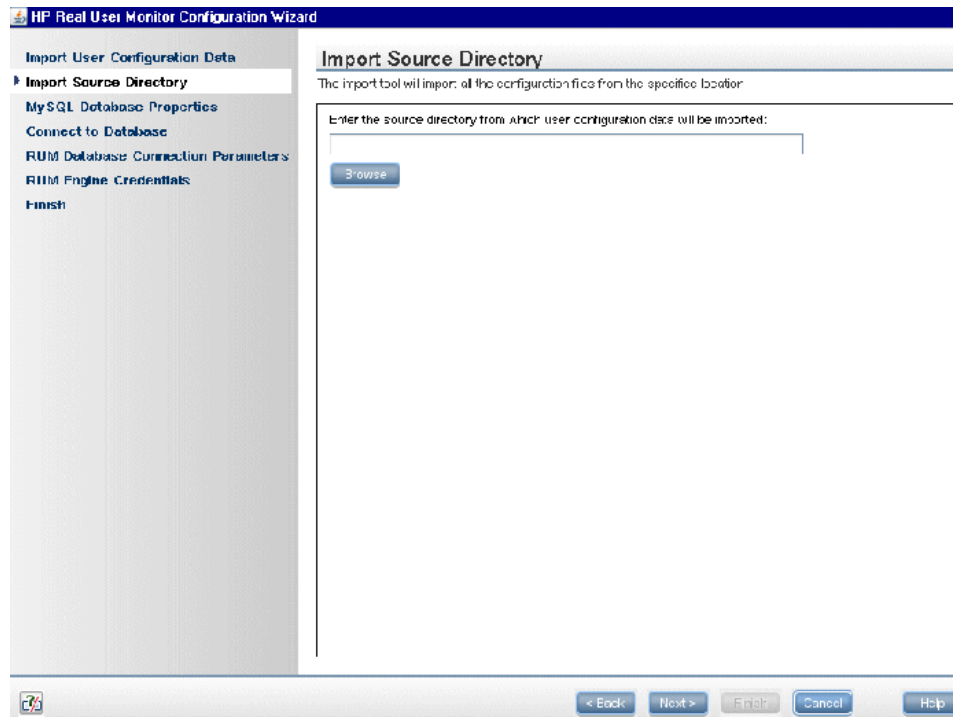 HP Real User Monitor Configuration Wizard
Import User Configuration Data
Import Source Directory
MySQL Database Properties
Connect to Database
RUM Database Connection Parameters
RUM Engine Credentials
Finish
Import Source Directory
The import tool will import all the configuration files from the specified location
Enter the source directory from which user configuration data will be imported:
Browse
< Back
Next >
Finish
Cancel
Help